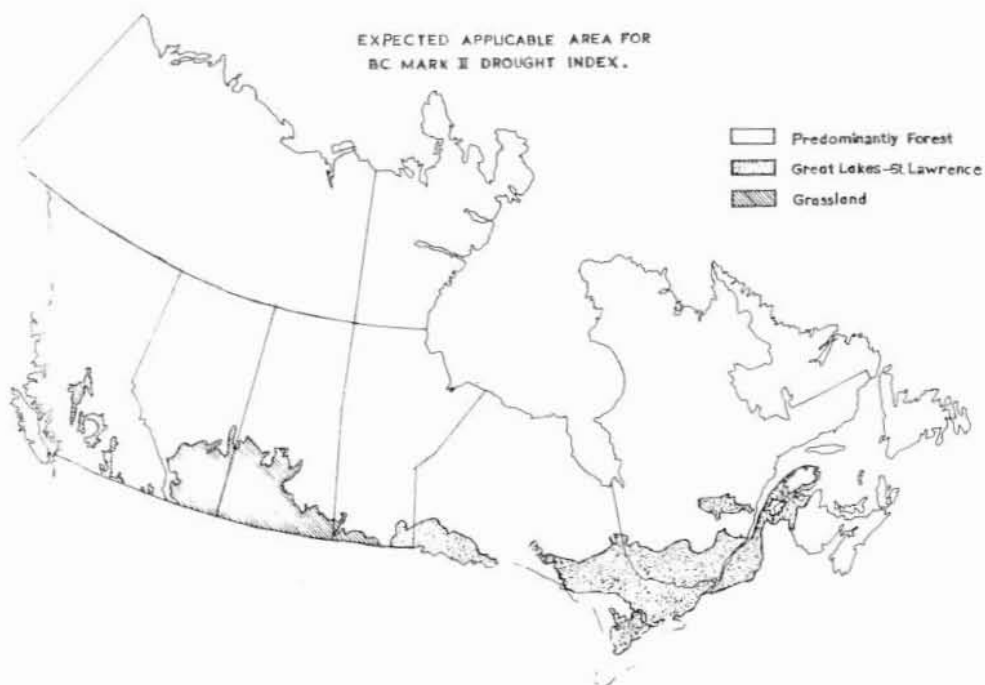 EXPECTED APPLICABLE AREA FOR
BC MARK II DROUGHT INDEX.
Predominantly Forest
Great Lakes-St. Lawrence
Grassland